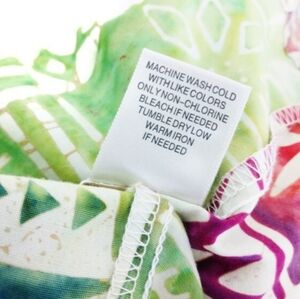 MACHINE WASH COLD
WITH LIKE COLORS
ONLY NON-CHLORINE
BLEACH IF NEEDED
TUMBLE DRY LOW
WARM IRON
IF NEEDED